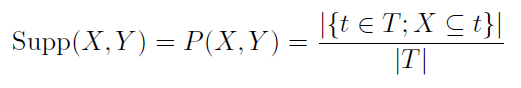 Supp(X, Y) = P(X, Y) = |{t ∈ T; X ⊆ t}| / |T|